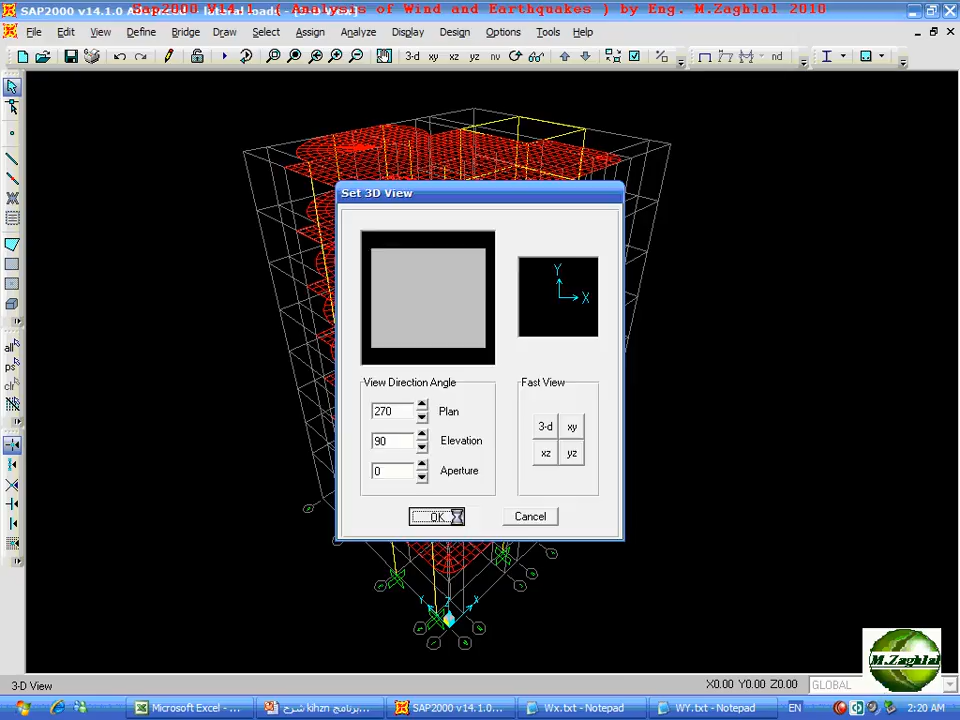 SAP2000 v14.1.0 A
Sap2000 V14.1 ( Analysis of Wind and Earthquakes ) by Eng. M.Zaghlal 2010
File Edit View Define Bridge Draw Select Assign Analyze Display Design Options Tools Help
3-d xy xz yz nv
nd
all
ps
clr
Set 3D View
Y
X
View Direction Angle
Fast View
270 Plan
3-d xy
90 Elevation
xz yz
0 Aperture
OK Cancel
Y Z X
M.Zaghlal
3-D View
X0.00 Y0.00 Z0.00
GLOBAL
Microsoft Excel - ...
برنامج kihzn شرح...
SAP2000 v14.1.0...
Wx.txt - Notepad
WY.txt - Notepad
EN
2:20 AM